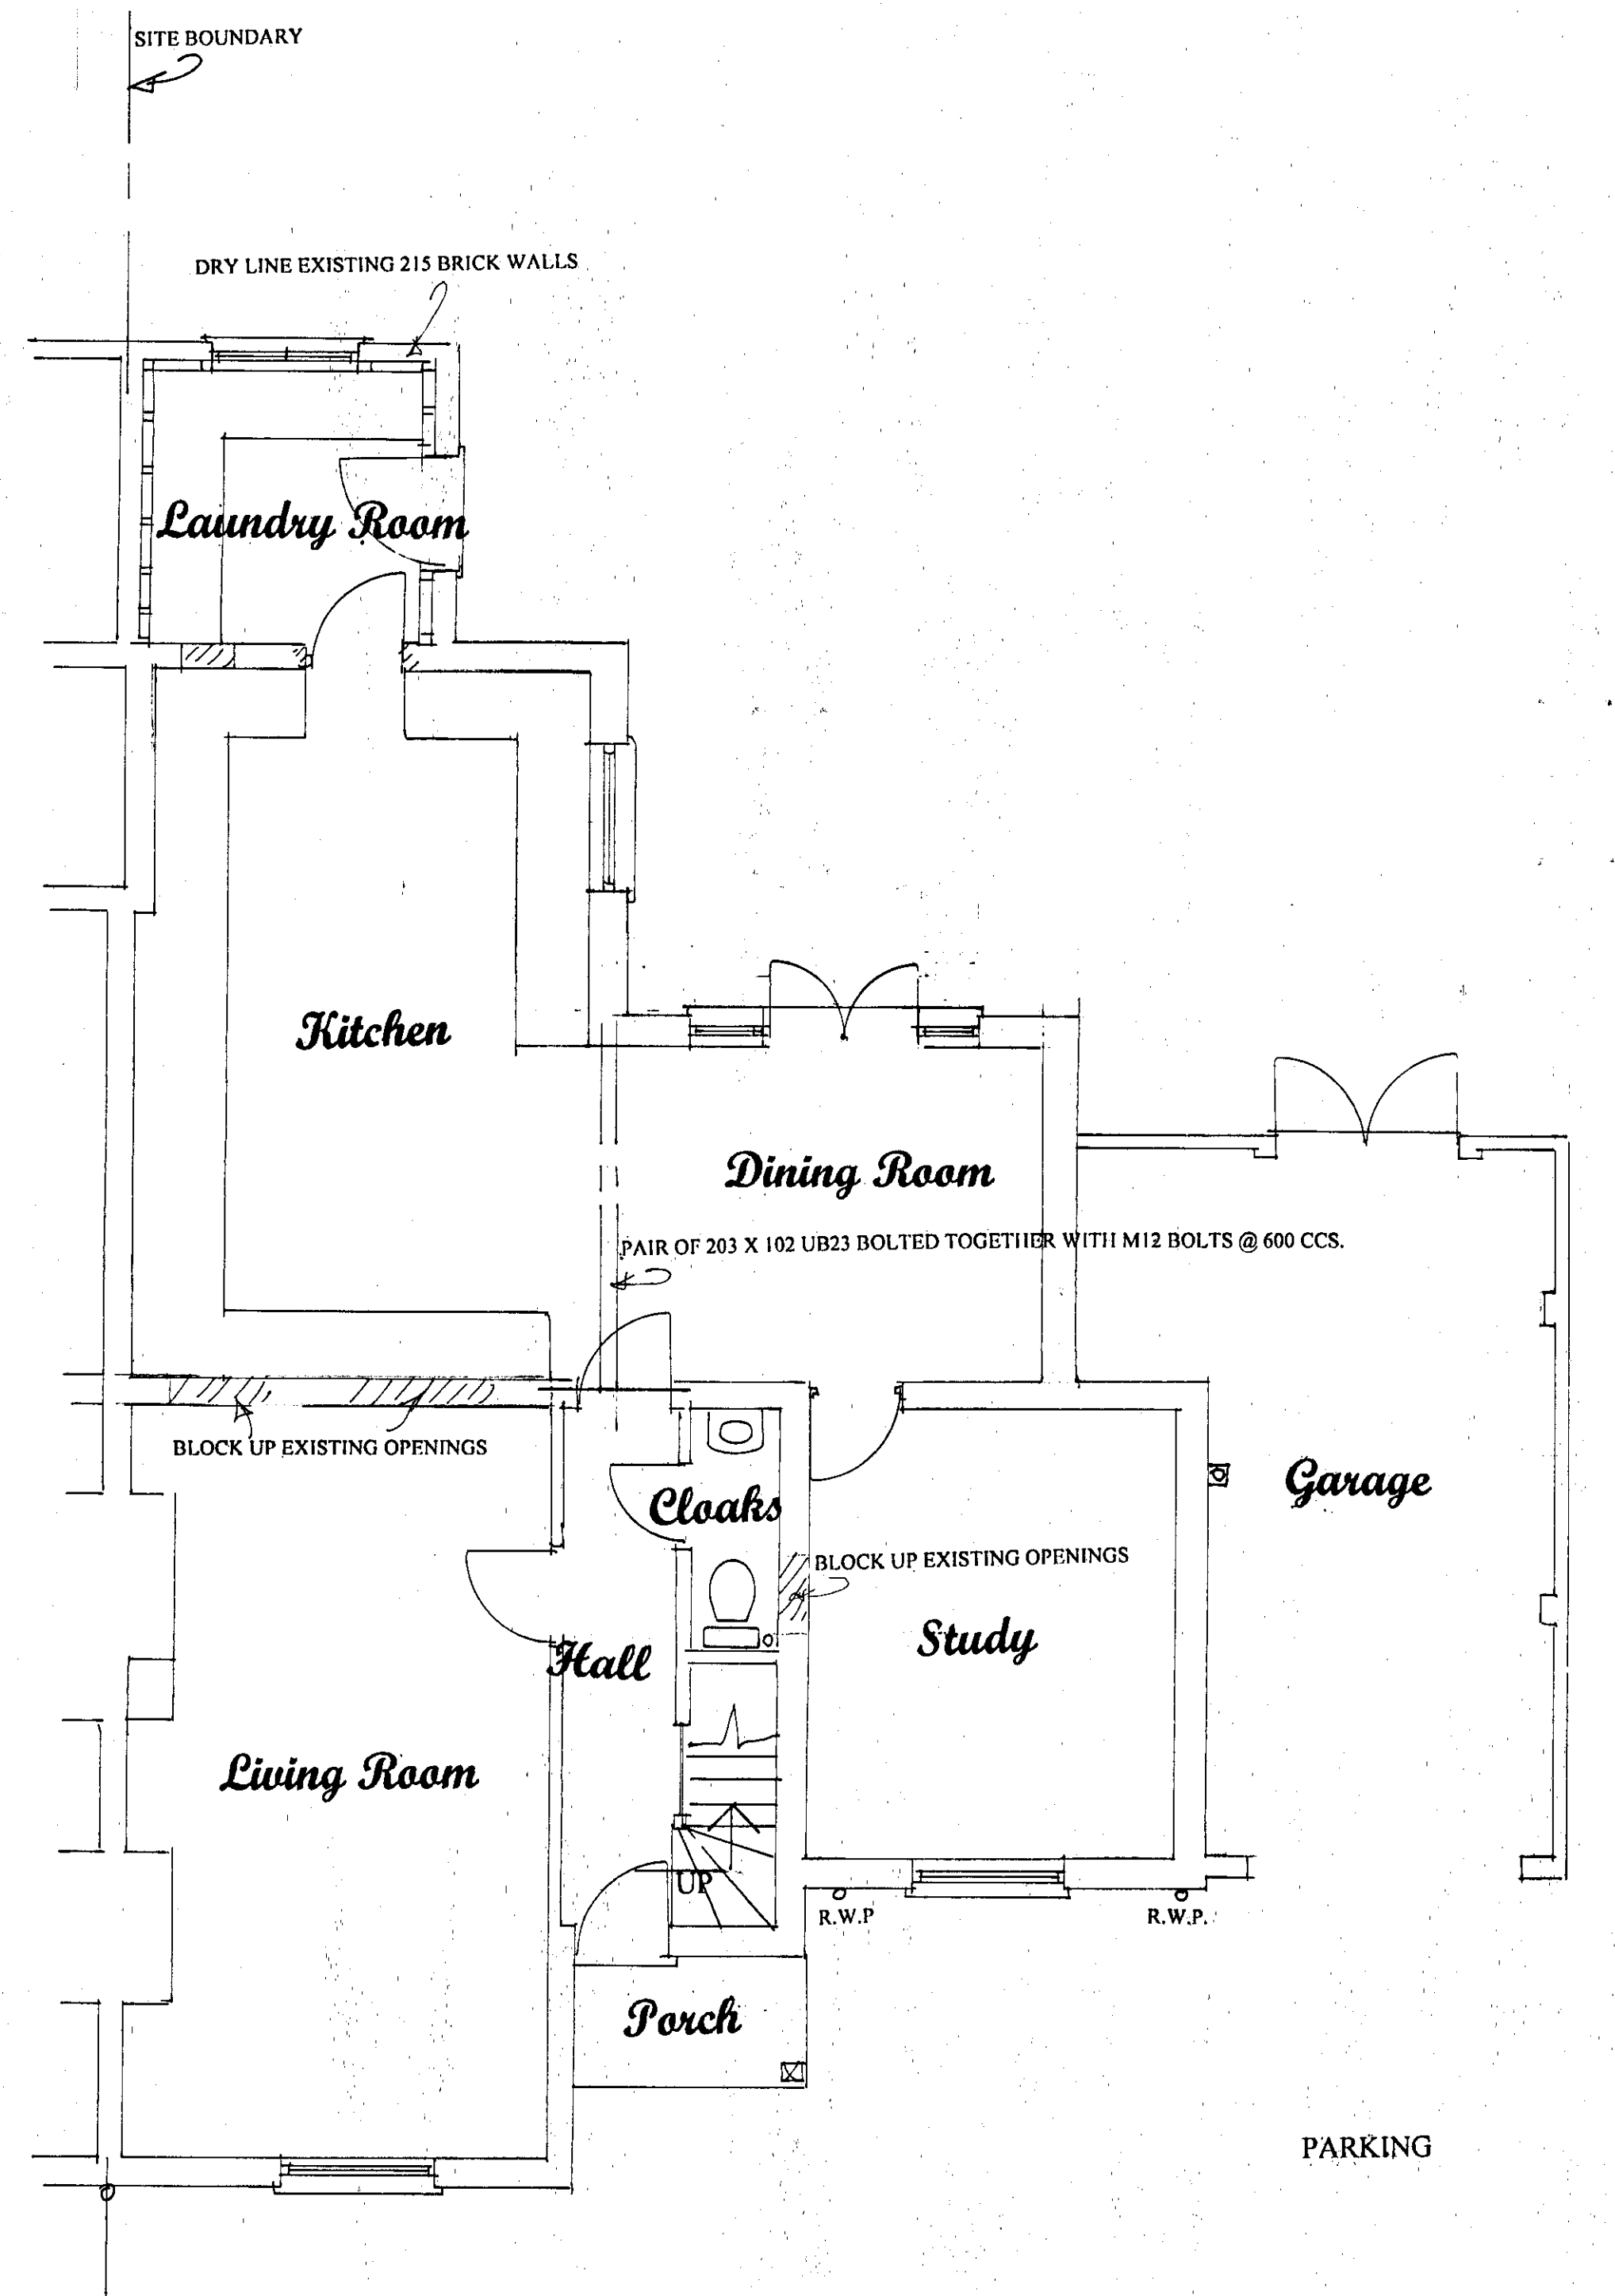 SITE BOUNDARY
DRY LINE EXISTING 215 BRICK WALLS
Laundry Room
Kitchen
Dining Room
PAIR OF 203 X 102 UB23 BOLTED TOGETHER WITH M12 BOLTS @ 600 CCS.
BLOCK UP EXISTING OPENINGS
Garage
Cloaks
BLOCK UP EXISTING OPENINGS
Study
Hall
Living Room
UP
R.W.P
R.W.P.
Porch
PARKING